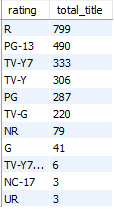 rating total_title
R 799
PG-13 490
TV-Y7 333
TV-Y 306
PG 287
TV-G 220
NR 79
G 41
TV-Y7... 6
NC-17 3
UR 3